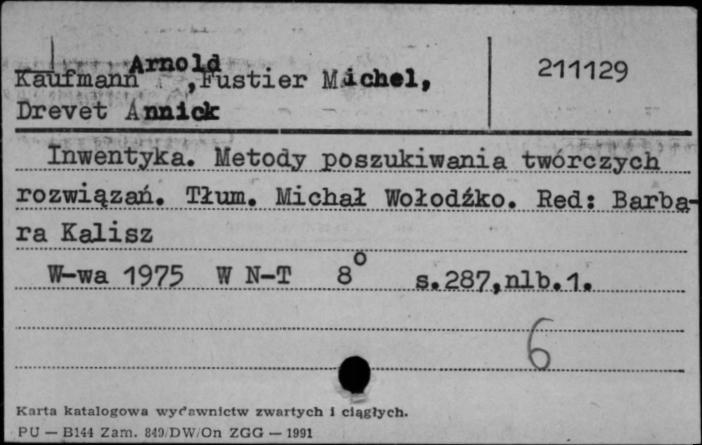 Kaufmann Arnold, Fustier Michel, 211129
Drevet Annick
Inwentyka. Metody poszukiwania twórczych
rozwiązań. Tłum. Michał Wołodźko. Red: Barba-
ra Kalisz
W-wa 1975 W N-T 8° s.287,nlb.1.
6
Karta katalogowa wydawnictw zwartych i ciągłych.
PU — B144 Zam. 849/DW/On ZGG — 1991